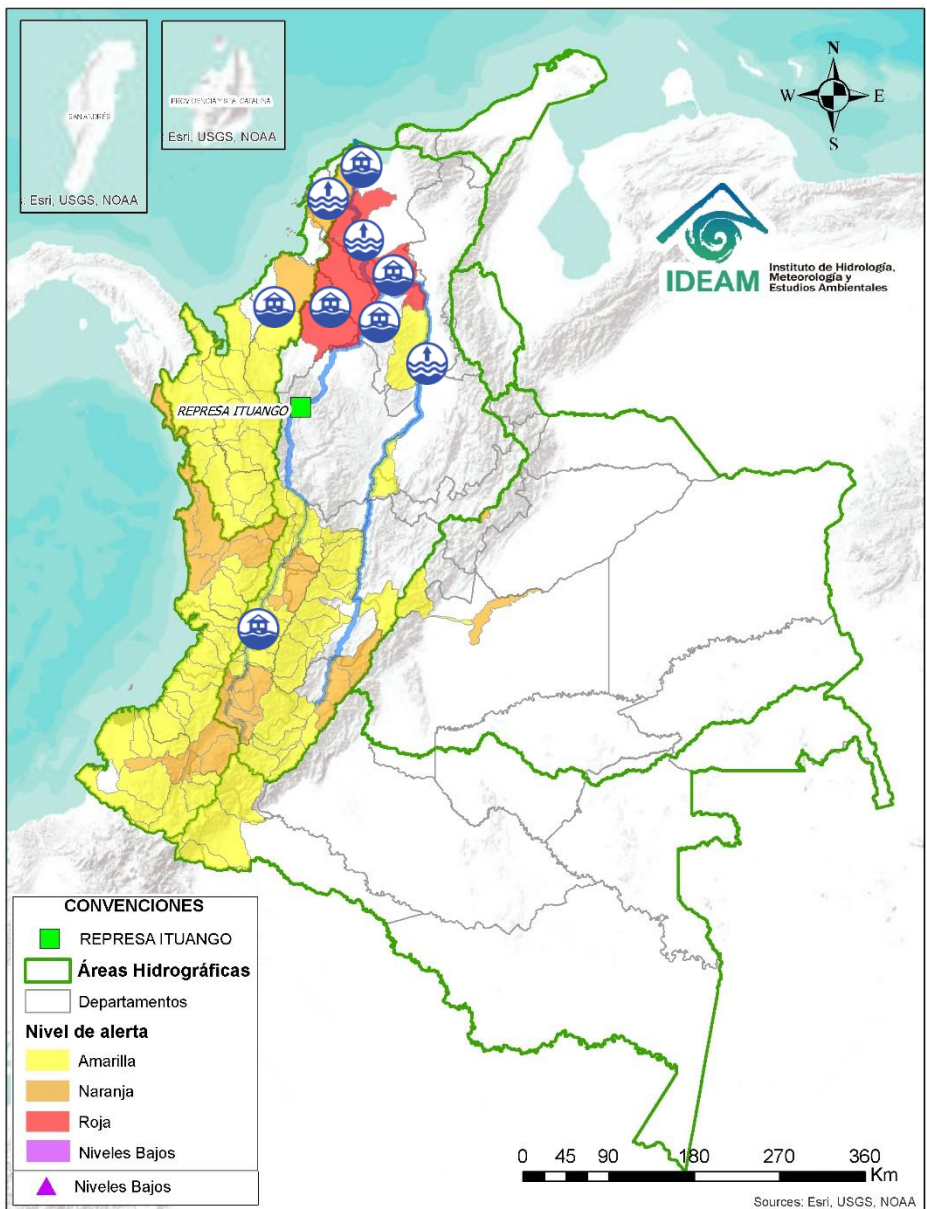 SAN ANDRÉS
: Esri, USGS, NOAA
PROVIDENCIA Y STA. CATALINA
Esri, USGS, NOAA
N
W
E
S
IDEAM
Instituto de Hidrología,
Meteorología y
Estudios Ambientales
REPRESA ITUANGO
CONVENCIONES
REPRESA ITUANGO
Áreas Hidrográficas
Departamentos
Nivel de alerta
Amarilla
Naranja
Roja
Niveles Bajos
Niveles Bajos
0 45 90 180 270 360
Km
Sources: Esri, USGS, NOAA